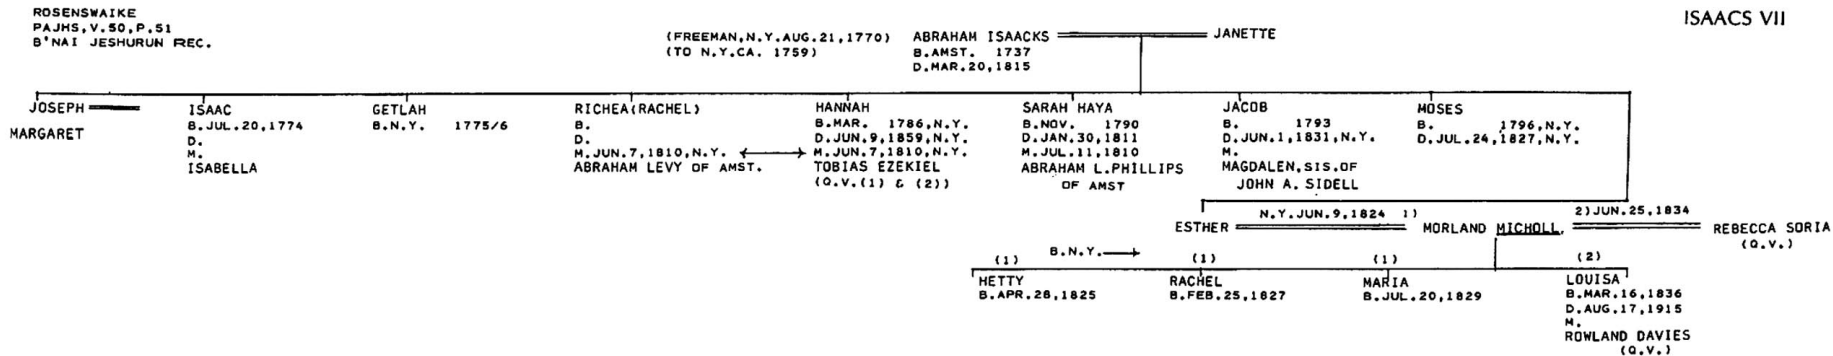 ROSENSWAIKE
PAJHS,V.50,P.51
B'NAI JESHURUN REC.
ISAACS VII
(FREEMAN,N.Y.AUG.21,1770) ABRAHAM ISAACKS JANETTE
(TO N.Y.CA. 1759) B.AMST. 1737
D.MAR.20,1815
JOSEPH
MARGARET
ISAAC
B.JUL.20,1774
D.
M.
ISABELLA
GETLAH
B.N.Y. 1775/6
RICHEA(RACHEL)
B.
D.
M.JUN.7,1810,N.Y.
ABRAHAM LEVY OF AMST.
HANNAH
B.MAR. 1786,N.Y.
D.JUN.9,1859,N.Y.
M.JUN.7,1810,N.Y.
TOBIAS EZEKIEL
(Q.V.(1) & (2))
SARAH HAYA
B.NOV. 1790
D.JAN.30,1811
M.JUL.11,1810
ABRAHAM L.PHILLIPS
OF AMST
JACOB
B. 1793
D.JUN.1,1831,N.Y.
M.
MAGDALEN,SIS.OF
JOHN A. SIDELL
MOSES
B. 1796,N.Y.
D.JUL.24,1827,N.Y.
N.Y.JUN.9,1824 1) 2)JUN.25,1834
ESTHER MORLAND MICHOLL, REBECCA SORIA
(Q.V.)
B.N.Y.
(1)
HETTY
B.APR.28,1825
(1)
RACHEL
B.FEB.25,1827
(1)
MARIA
B.JUL.20,1829
(2)
LOUISA
B.MAR.16,1836
D.AUG.17,1915
M.
ROWLAND DAVIES
(Q.V.)